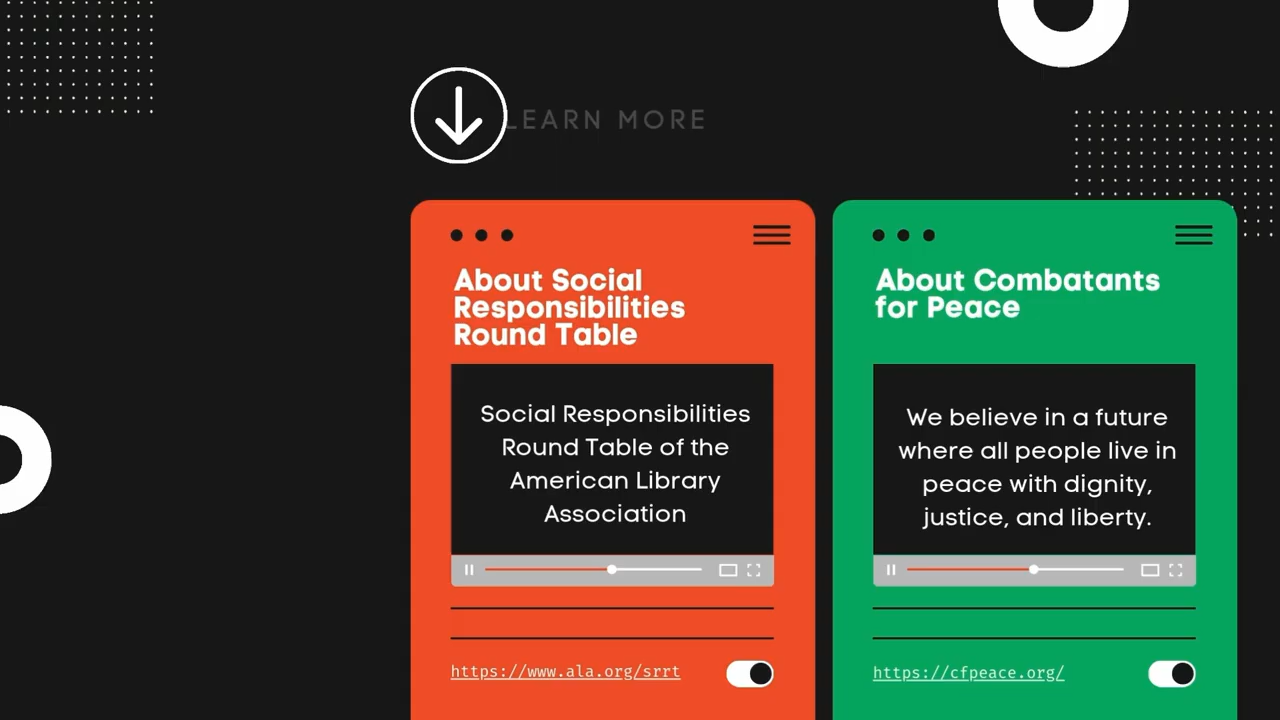 LEARN MORE
About Social
Responsibilities
Round Table
Social Responsibilities
Round Table of the
American Library
Association
https://www.ala.org/srrt
About Combatants
for Peace
We believe in a future
where all people live in
peace with dignity,
justice, and liberty.
https://cfpeace.org/